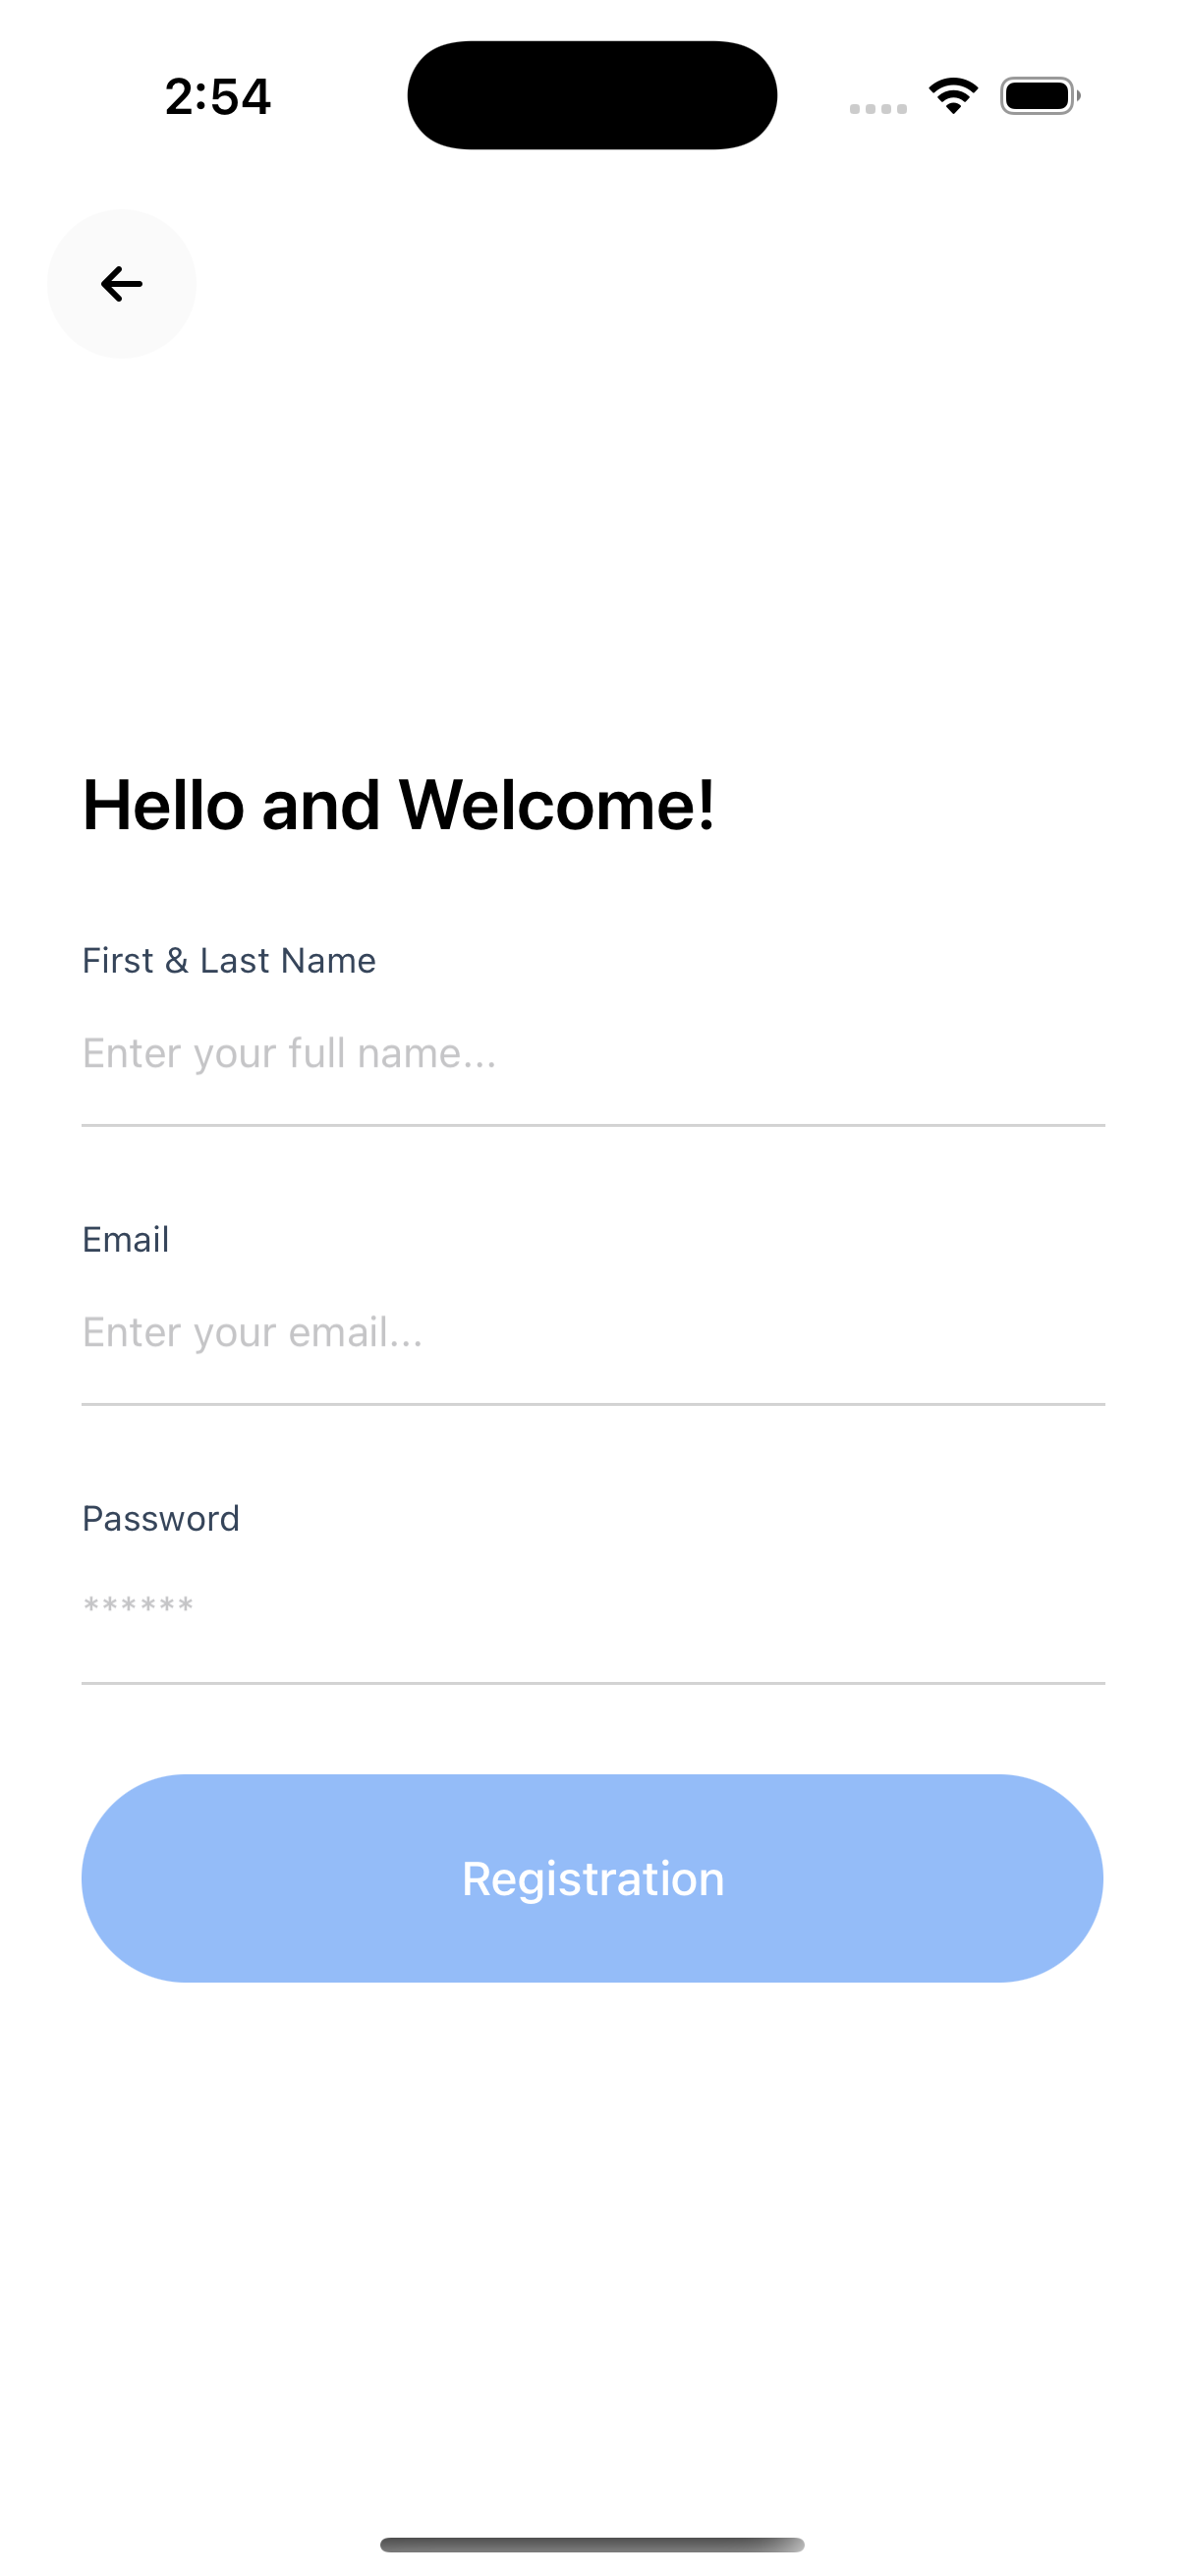 2:54
Hello and Welcome!
First & Last Name
Enter your full name...
Email
Enter your email...
Password
******
Registration